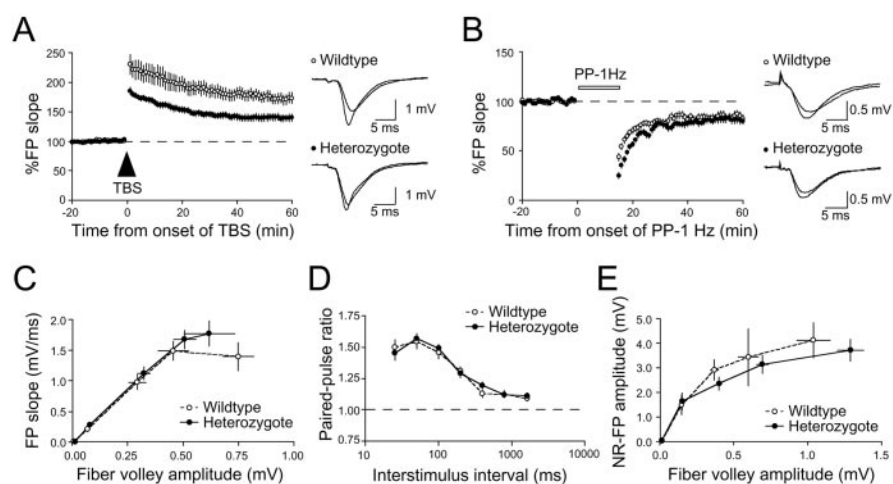 A
%FP slope
250
200
150
100
50
-20
0
20
40
60
TBS
Time from onset of TBS (min)
Wildtype
1 mV
5 ms
Heterozygote
1 mV
5 ms
B
%FP slope
150
100
50
0
PP-1Hz
-20
0
20
40
60
Time from onset of PP-1 Hz (min)
Wildtype
0.5 mV
5 ms
Heterozygote
0.5 mV
5 ms
C
FP slope (mV/ms)
2.0
1.5
1.0
0.5
0
0
0.25
0.50
0.75
1.00
Wildtype
Heterozygote
Fiber volley amplitude (mV)
D
Paired-pulse ratio
1.75
1.50
1.25
1.00
0.75
10
100
1000
10000
Wildtype
Heterozygote
Interstimulus interval (ms)
E
NR-FP amplitude (mV)
5.0
4.0
3.0
2.0
1.0
0
0
0.5
1.0
1.5
Wildtype
Heterozygote
Fiber volley amplitude (mV)